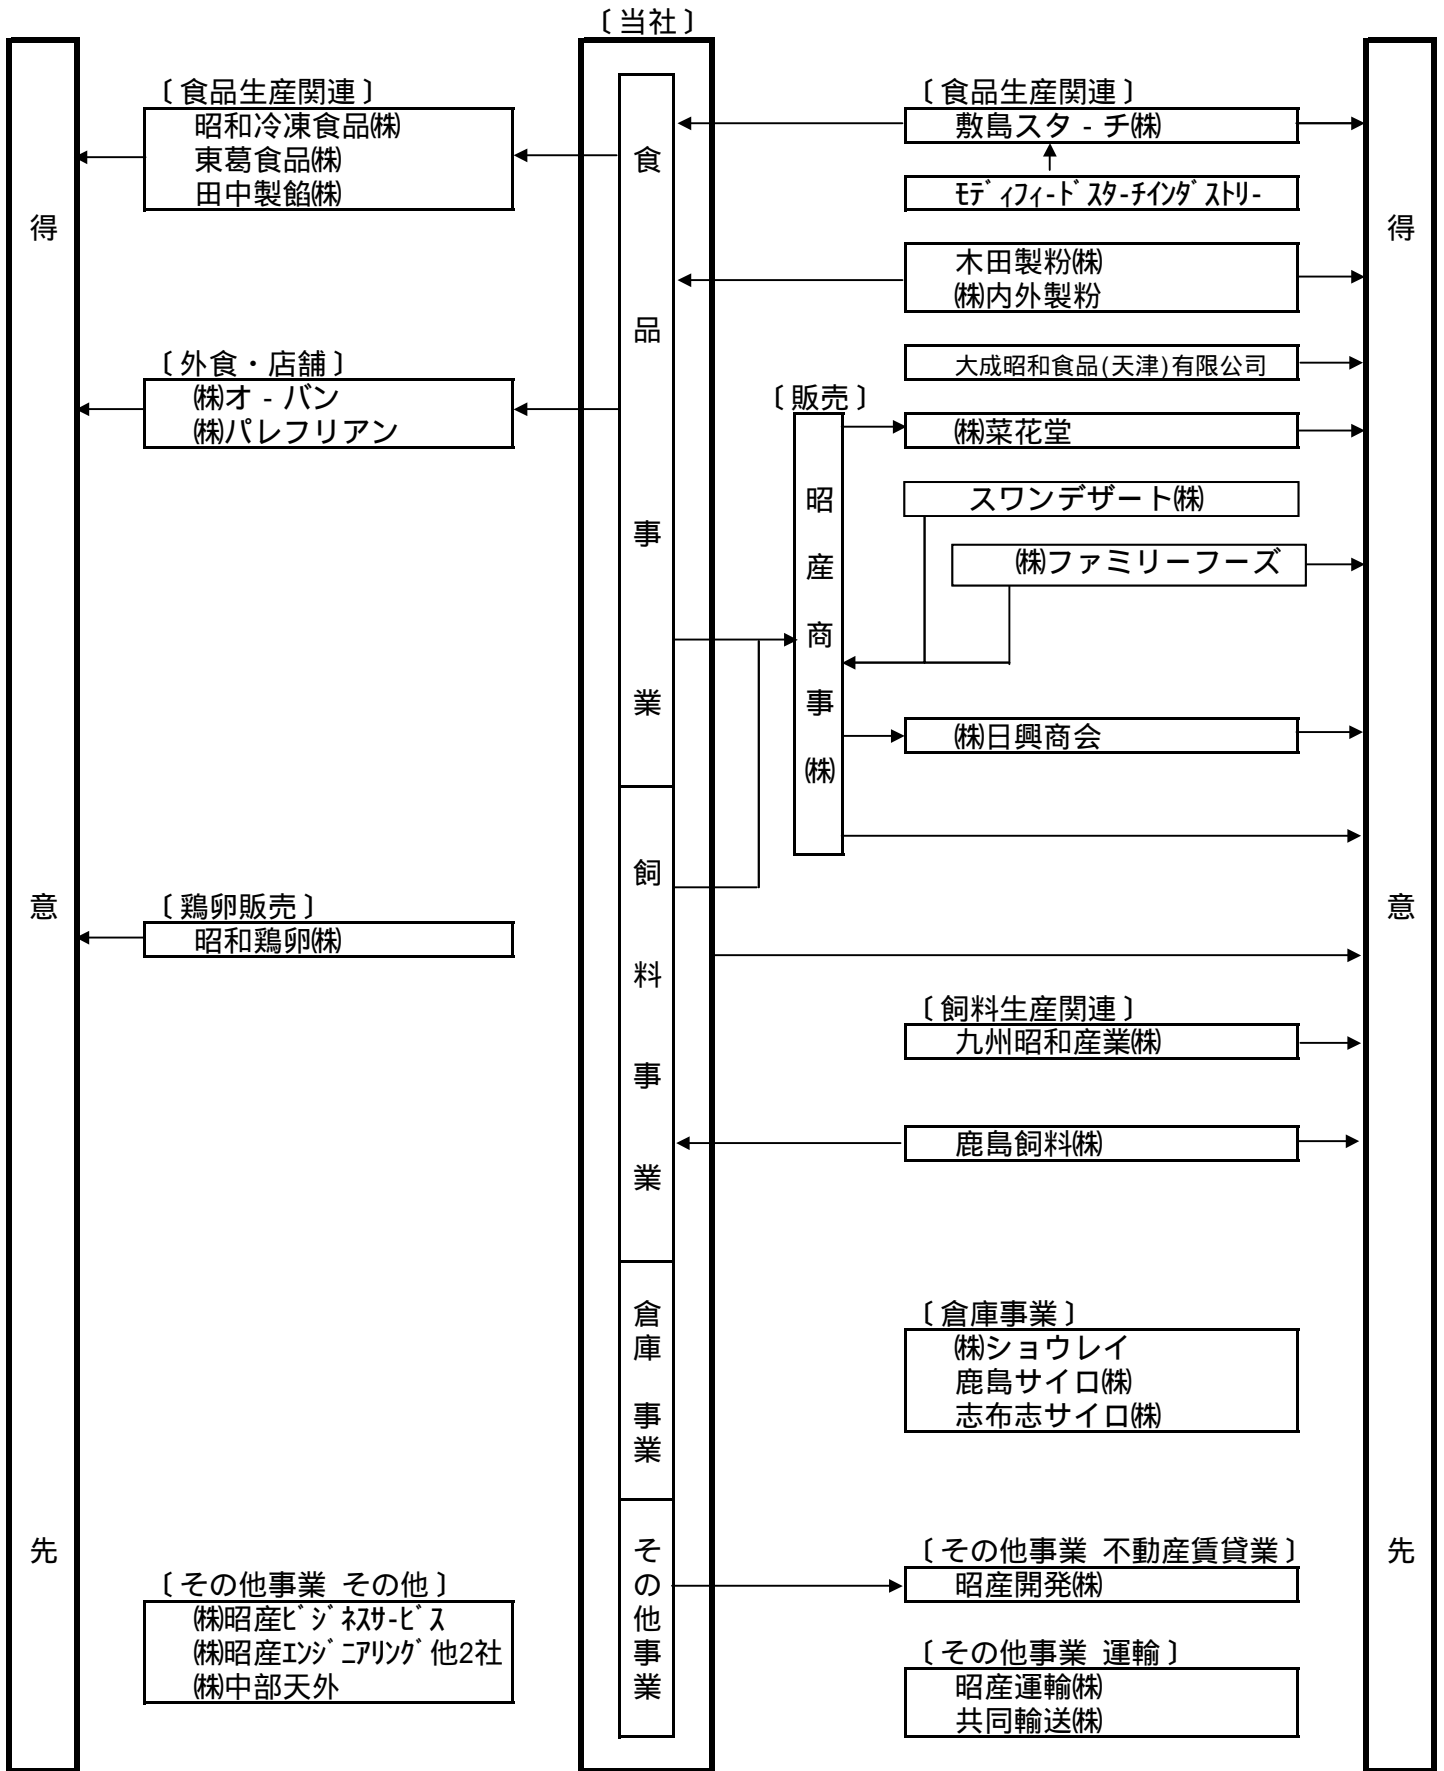 〔当社〕
得意先
〔食品生産関連〕
昭和冷凍食品㈱
東葛食品㈱
田中製餡㈱
〔外食・店舗〕
㈱オ-バン
㈱パレフリアン
〔鶏卵販売〕
昭和鶏卵㈱
〔その他事業 その他〕
㈱昭産ﾋﾞｼﾞﾈｽｻ-ﾋﾞｽ
㈱昭産ｴﾝｼﾞﾆｱﾘﾝｸﾞ他2社
㈱中部天外
食品事業
飼料事業
倉庫事業
その他事業
〔販売〕
昭産商事㈱
〔食品生産関連〕
敷島スタ-チ㈱
ﾓﾃﾞｨﾌｨ-ﾄﾞｽﾀ-ﾁｲﾝﾀﾞｽﾄﾘ-
木田製粉㈱
㈱内外製粉
大成昭和食品(天津)有限公司
㈱菜花堂
スワンデザート㈱
㈱ファミリーフーズ
㈱日興商会
〔飼料生産関連〕
九州昭和産業㈱
鹿島飼料㈱
〔倉庫事業〕
㈱ショウレイ
鹿島サイロ㈱
志布志サイロ㈱
〔その他事業 不動産賃貸業〕
昭産開発㈱
〔その他事業 運輸〕
昭産運輸㈱
共同輸送㈱
得意先